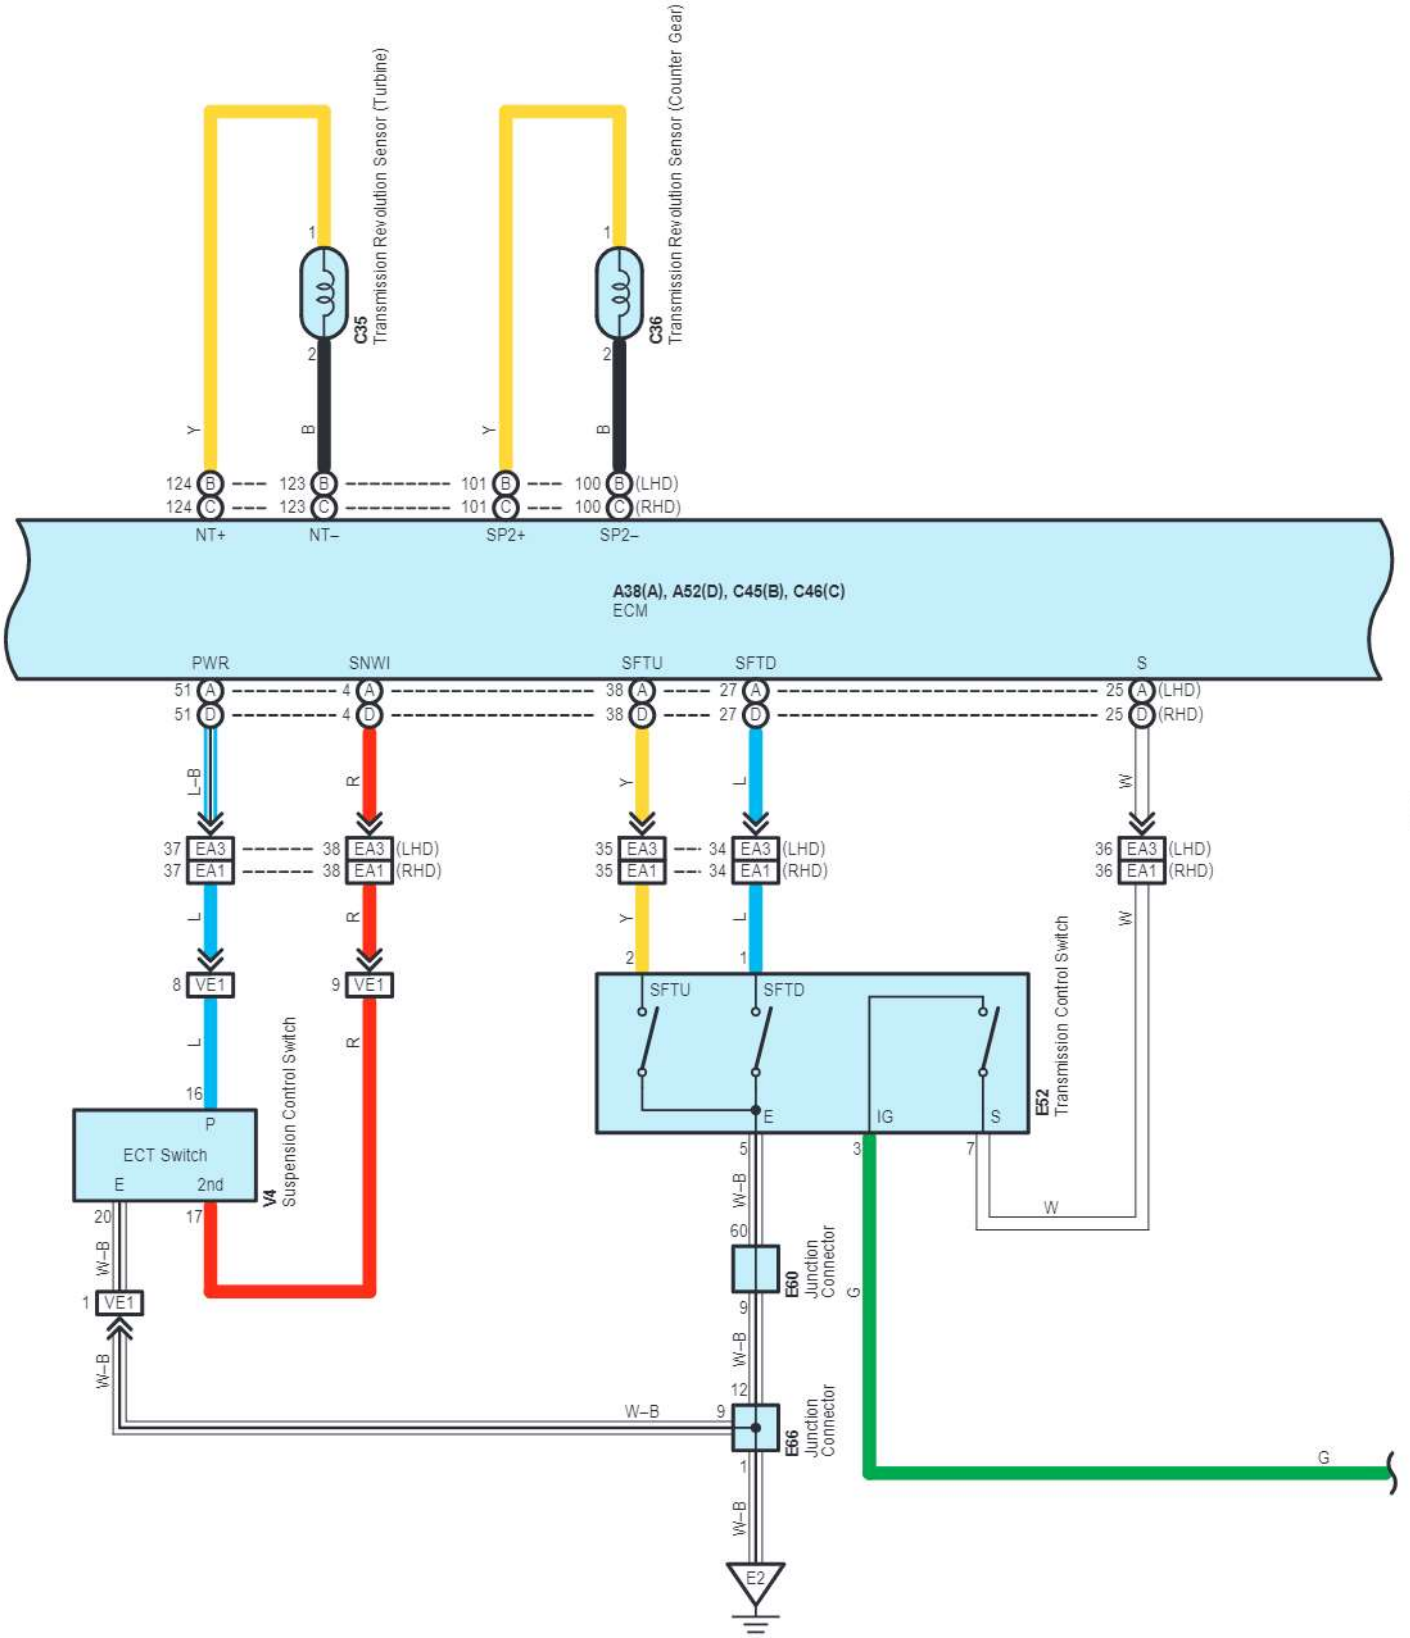 Transmission Revolution Sensor (Turbine)
C35
Transmission Revolution Sensor (Counter Gear)
C36
1
1
2
2
Y
B
Y
B
124 B 123 B 101 B 100 B (LHD)
124 C 123 C 101 C 100 C (RHD)
NT+ NT– SP2+ SP2–
A38(A), A52(D), C45(B), C46(C)
ECM
PWR SNWI SFTU SFTD S
51 A 4 A 38 A 27 A 25 A (LHD)
51 D 4 D 38 D 27 D 25 D (RHD)
L–B
R
Y
L
W
37 EA3 38 EA3 (LHD) 35 EA3 34 EA3 (LHD) 36 EA3 (LHD)
37 EA1 38 EA1 (RHD) 35 EA1 34 EA1 (RHD) 36 EA1 (RHD)
L
R
Y
L
W
2 1
8 VE1 9 VE1
SFTU SFTD
L
R
E52
Transmission Control Switch
16
P
ECT Switch
E 2nd
V4
Suspension Control Switch
E IG S
5 3 7
20 17
W–B
W–B
W
60
E60
Junction
Connector
9
G
1 VE1
W–B
W–B
12
W–B 9
E66
Junction
Connector
1
G
W–B
E2